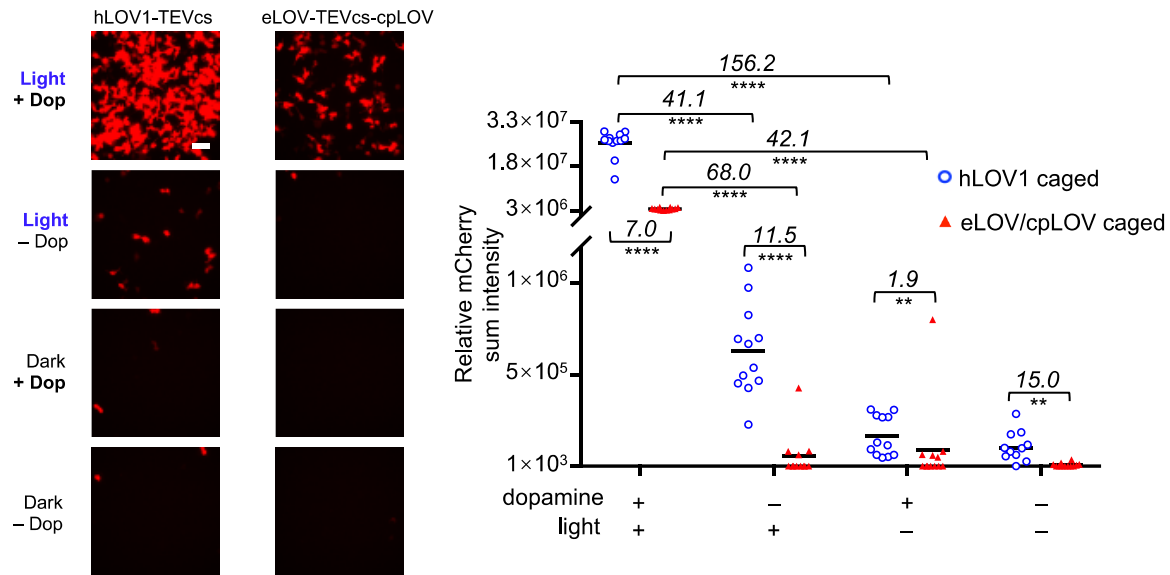 hLOV1-TEVcs
eLOV-TEVcs-cpLOV
Light
+ Dop
Light
– Dop
Dark
+ Dop
Dark
– Dop
Relative mCherry
sum intensity
3.3×10⁷
1.8×10⁷
3×10⁶
1×10⁶
5×10⁵
1×10³
156.2
****
41.1
****
42.1
****
68.0
****
7.0
****
11.5
****
1.9
**
15.0
**
hLOV1 caged
eLOV/cpLOV caged
dopamine + – + –
light + + – –